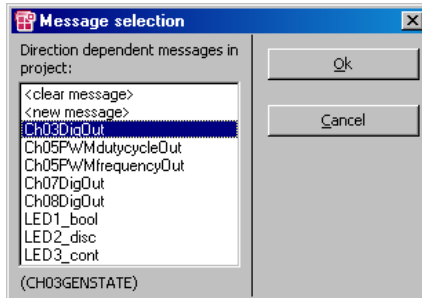 Message selection
Direction dependent messages in
project:
<clear message>
<new message>
Ch03DigOut
Ch05PWMdutycycleOut
Ch05PWMfrequencyOut
Ch07DigOut
Ch08DigOut
LED1_bool
LED2_disc
LED3_cont
(CH03GENSTATE)
Ok
Cancel